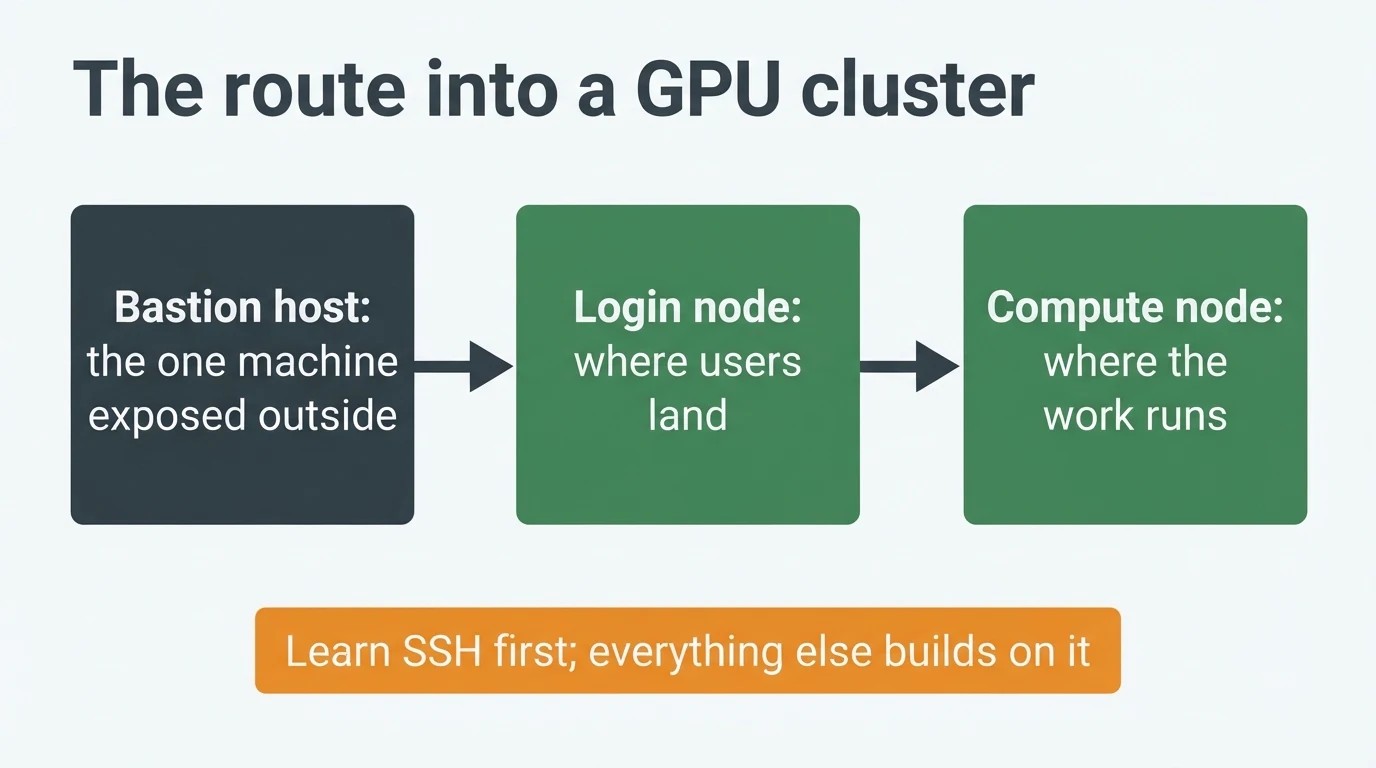 The route into a GPU cluster
Bastion host:
the one machine
exposed outside
Login node:
where users
land
Compute node:
where the
work runs
Learn SSH first; everything else builds on it